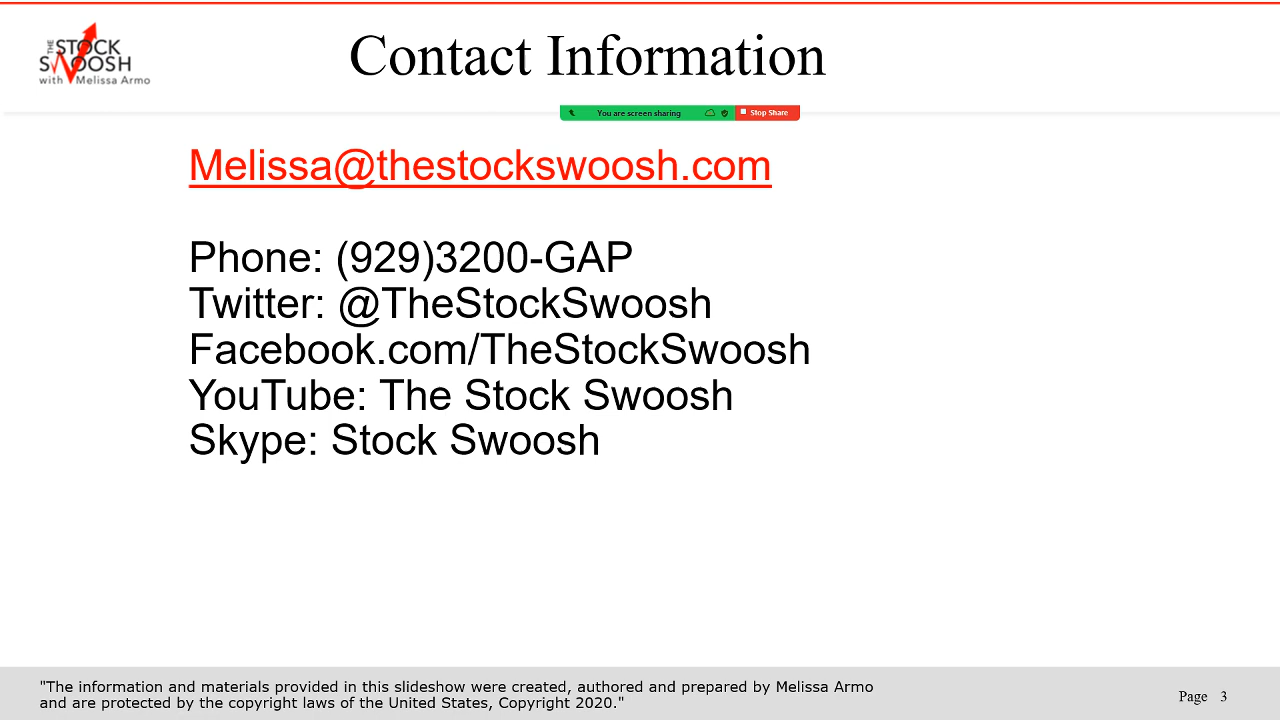 THE STOCK
SWOOSH
with Melissa Armo
Contact Information
You are screen sharing
Stop Share
Melissa@thestockswoosh.com
Phone: (929)3200-GAP
Twitter: @TheStockSwoosh
Facebook.com/TheStockSwoosh
YouTube: The Stock Swoosh
Skype: Stock Swoosh
"The information and materials provided in this slideshow were created, authored and prepared by Melissa Armo
and are protected by the copyright laws of the United States, Copyright 2020."
Page 3